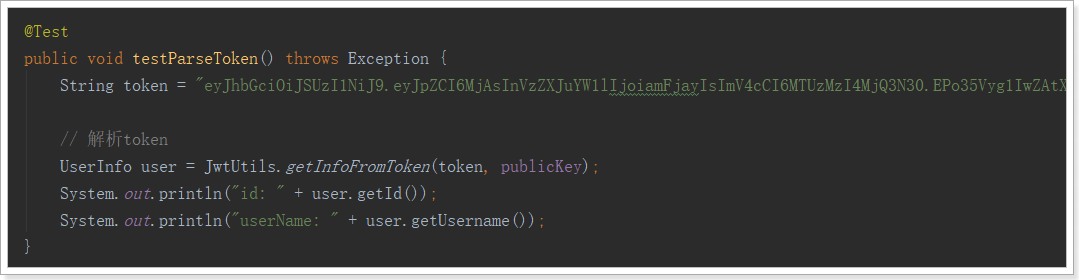 @Test
public void testParseToken() throws Exception {
String token = "eyJhbGciOiJSUzI1NiJ9.eyJpZCI6MjAsInVzZXJuYW1lIjoiamFjayIsImV4cCI6MTUzMzI4MjQ3N30.EPo35Vyg1IwZAtX
// 解析token
UserInfo user = JwtUtils.getInfoFromToken(token, publicKey);
System.out.println("id: " + user.getId());
System.out.println("userName: " + user.getUsername());
}